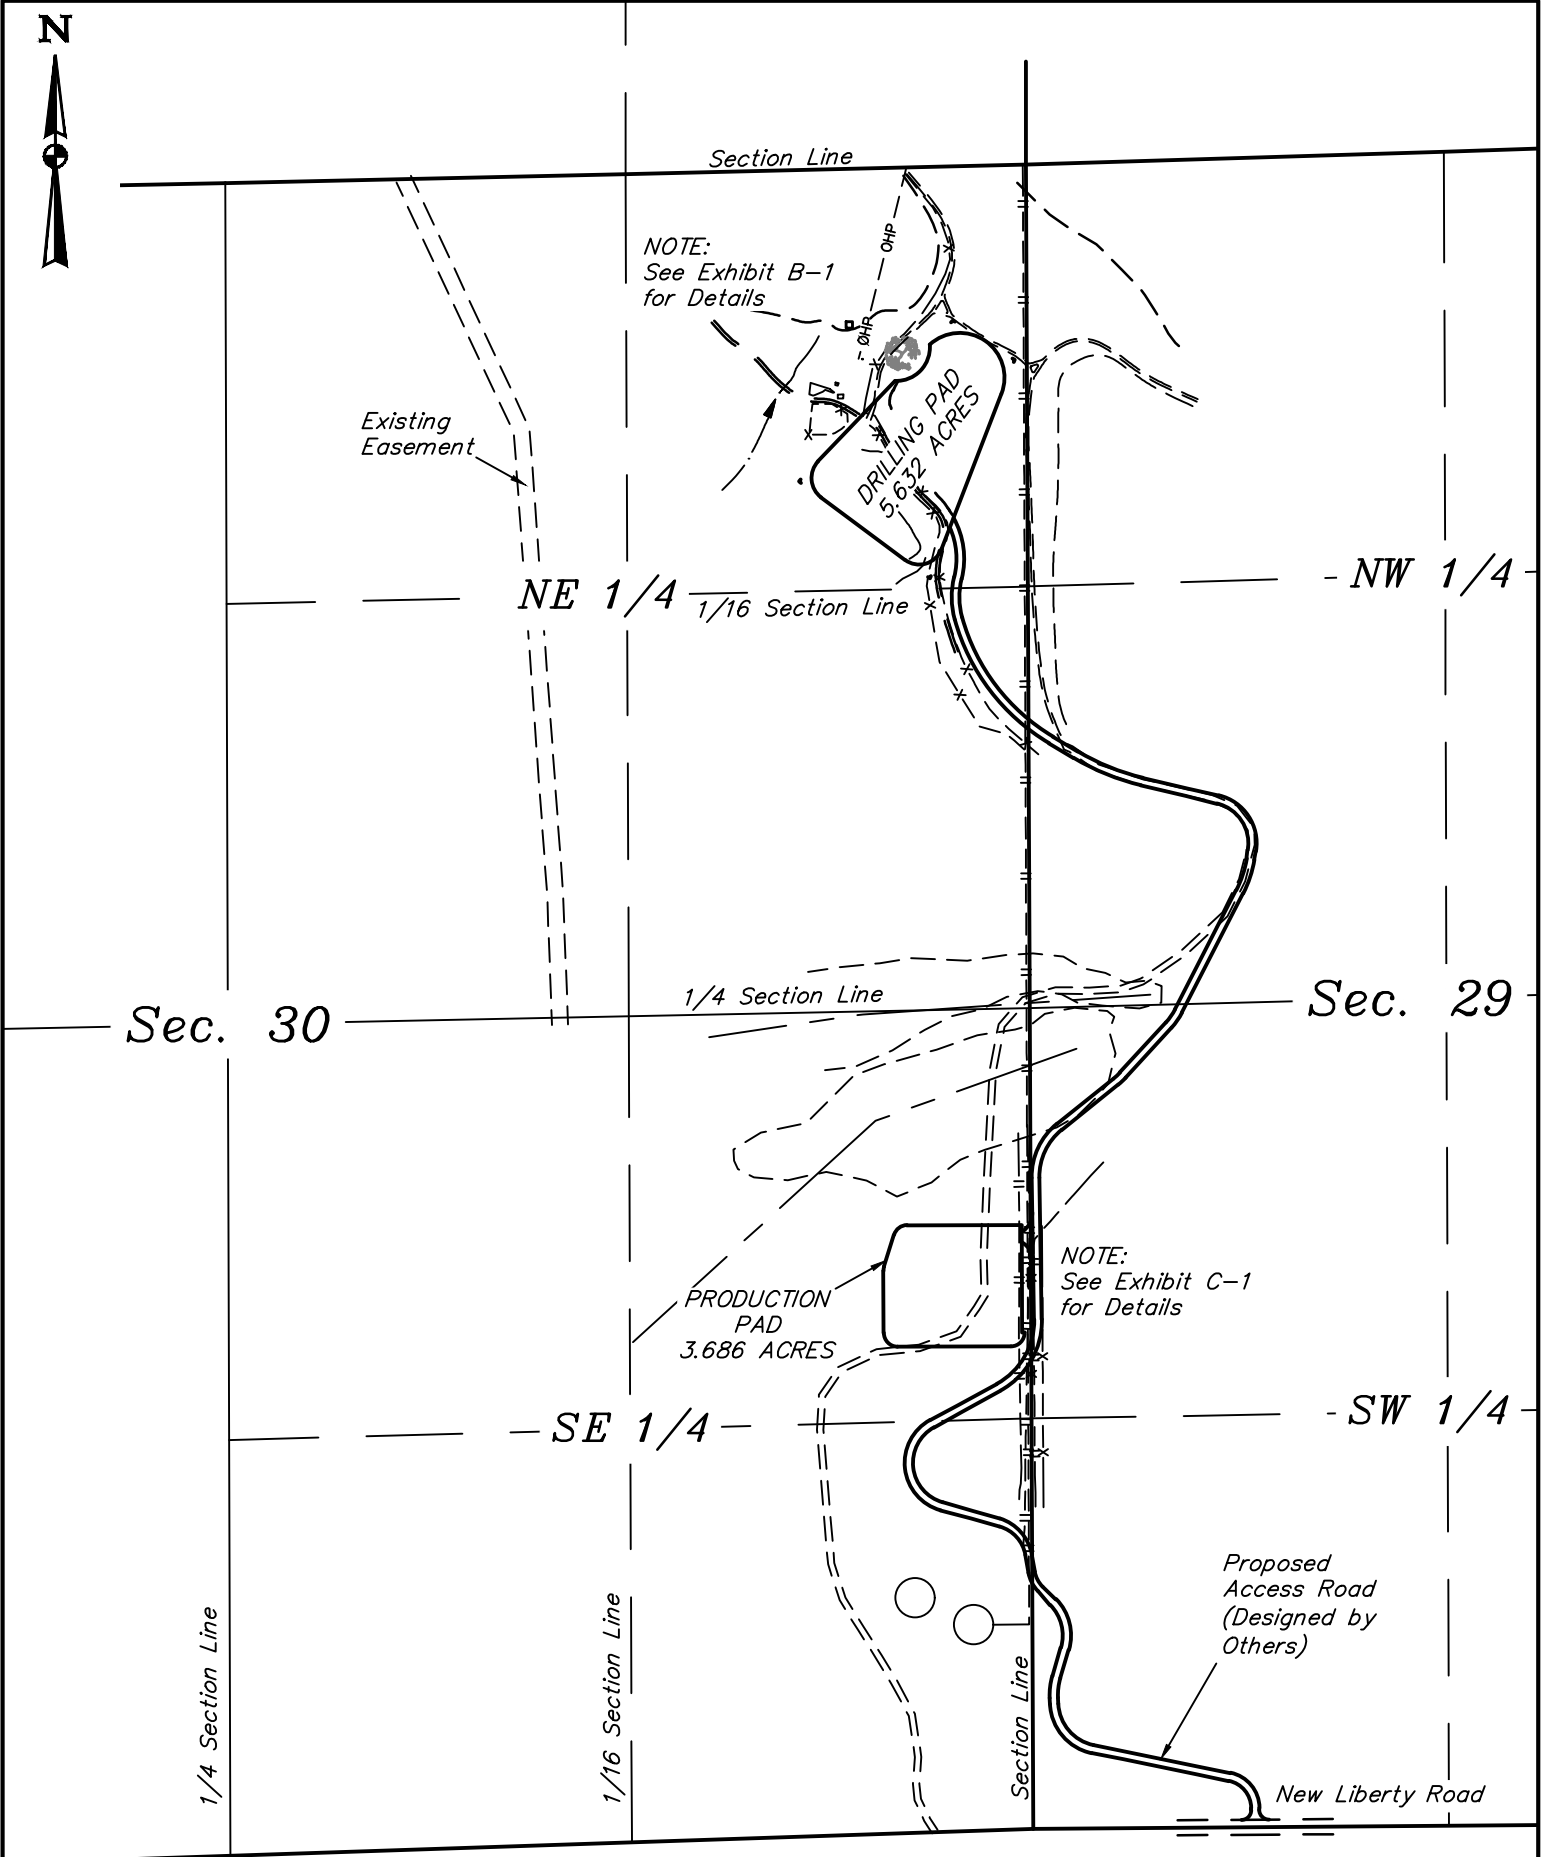 N
Section Line
NOTE:
See Exhibit B-1
for Details
OHP
OHP
Existing
Easement
DRILLING PAD
5.632 ACRES
NE 1/4
1/16 Section Line
NW 1/4
1/4 Section Line
Sec. 30
Sec. 29
NOTE:
See Exhibit C-1
for Details
PRODUCTION
PAD
3.686 ACRES
SE 1/4
SW 1/4
Proposed
Access Road
(Designed by
Others)
1/4 Section Line
1/16 Section Line
Section Line
New Liberty Road